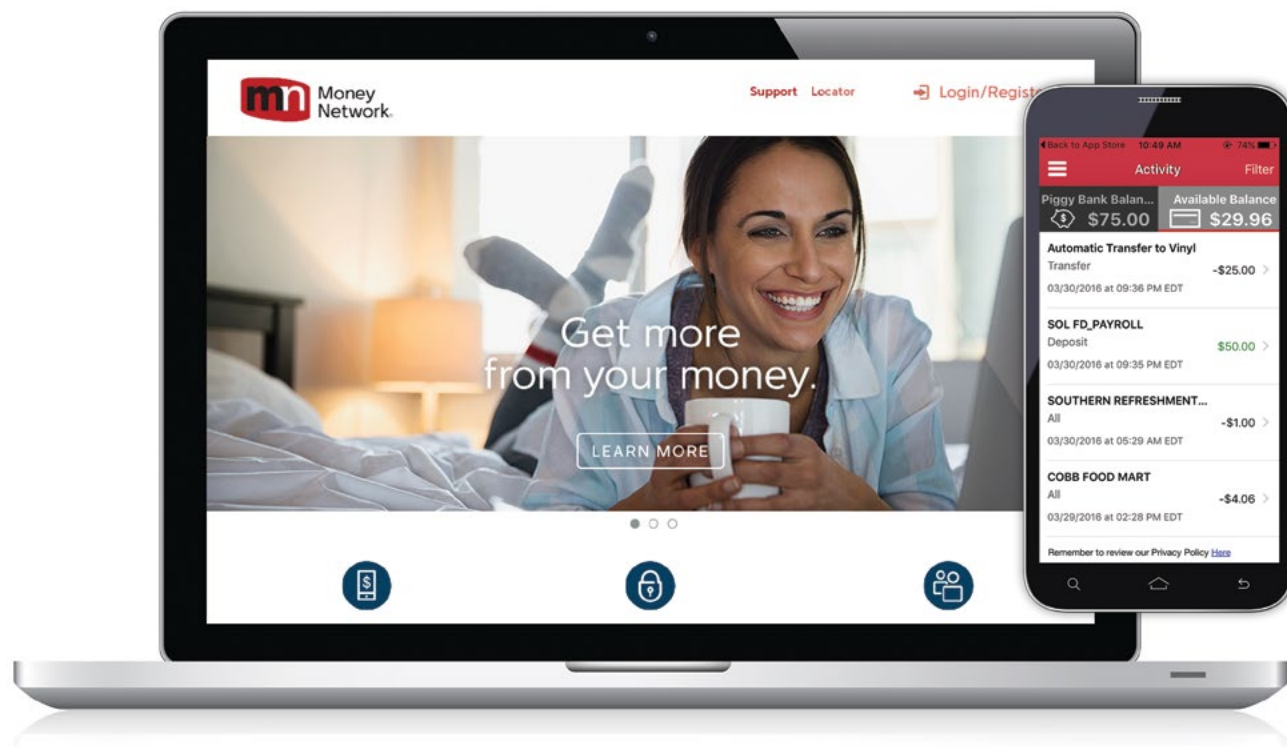 mn Money
Network
Support Locator Login/Regist
Get more
from your money.
LEARN MORE
Back to App Store 10:49 AM 74%
Activity Filter
Piggy Bank Balan... Available Balance
$75.00 $29.96
Automatic Transfer to Vinyl
Transfer
-$25.00
03/30/2016 at 09:36 PM EDT
SOL FD_PAYROLL
Deposit
$50.00
03/30/2016 at 09:35 PM EDT
SOUTHERN REFRESHMENT...
All
-$1.00
03/30/2016 at 05:29 AM EDT
COBB FOOD MART
All
-$4.06
03/29/2016 at 02:28 PM EDT
Remember to review our Privacy Policy Here